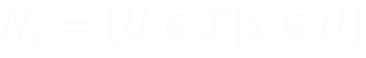 N_x = {U ∈ 𝒯|x ∈ U}